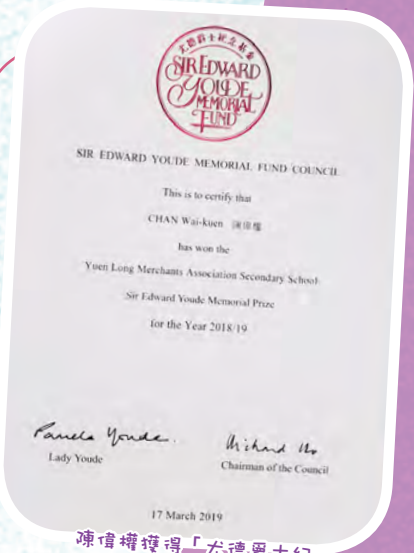 尤德爵士紀念基金
SIR EDWARD
YOUDE
MEMORIAL
FUND
SIR EDWARD YOUDE MEMORIAL FUND COUNCIL
This is to certify that
CHAN Wai-kuen 陳偉權
has won the
Yuen Long Merchants Association Secondary School
Sir Edward Youde Memorial Prize
for the Year 2018/19
Pamela Youde.
Lady Youde
Chairman of the Council
17 March 2019
陳偉權獲得「尤德爵士紀